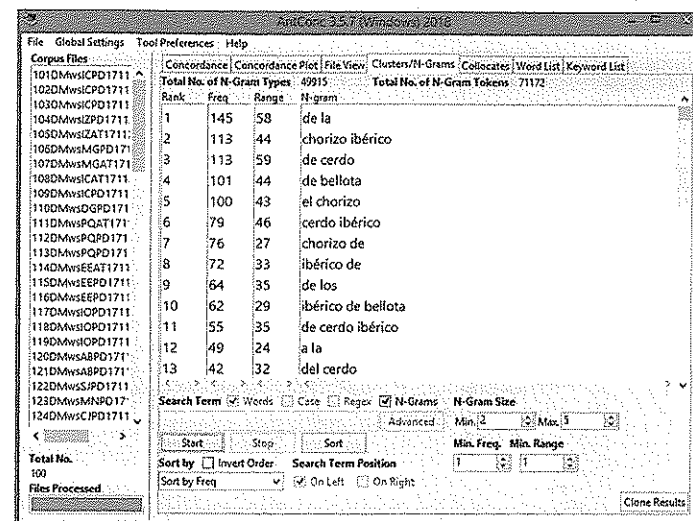 AntConc 3.5.7 (Windows) 2018
File Global Settings Tool Preferences Help
Corpus Files
101DMwsICPD1711
102DMwsICPD1711
103DMwsICPD1711
104DMwsIZPD1711
105DMwsIZAT1711
106DMwsMGPD171
107DMwsMGAT171
108DMwsICAT1711
109DMwsICPD1711
110DMwsDGPD171
111DMwsPQAT171
112DMwsPQPD171
113DMwsPQPD171
114DMwsEEAT1711
115DMwsEEPD1711
116DMwsEEPD1711
117DMwsIOPD1711
118DMwsIOPD1711
119DMwsIOPD1711
120DMwsABPD171
121DMwsABPD171
122DMwsSJPD1711
123DMwsMNPD17
124DMwsCJPD1711
Total No.
100
Files Processed
Concordance Concordance Plot File View Clusters/N-Grams Collocates Word List Keyword List
Total No. of N-Gram Types 49915 Total No. of N-Gram Tokens 71172
Rank Freq Range N-gram
1 145 58 de la
2 113 44 chorizo ibérico
3 113 59 de cerdo
4 101 44 de bellota
5 100 43 el chorizo
6 79 46 cerdo ibérico
7 76 27 chorizo de
8 72 33 ibérico de
9 64 35 de los
10 62 29 ibérico de bellota
11 55 35 de cerdo ibérico
12 49 24 a la
13 42 32 del cerdo
Search Term Words Case Regex N-Grams N-Gram Size
Advanced Min. 2 Max. 5
Start Stop Sort Min. Freq. Min. Range
1 1
Sort by Invert Order Search Term Position
Sort by Freq On Left On Right
Clone Results